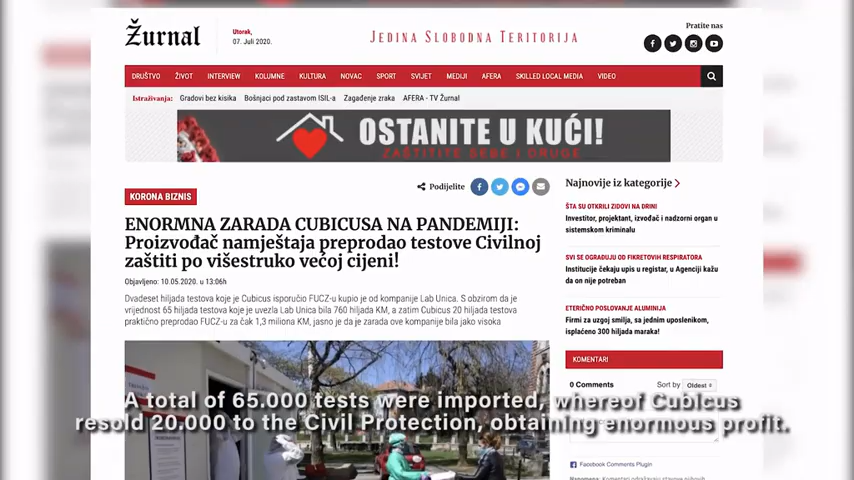 Žurnal
Utorak,
07. Juli 2020.
JEDINA SLOBODNA TERITORIJA
Pratite nas
DRUŠTVO ŽIVOT INTERVIEW KOLUMNE KULTURA NOVAC SPORT SVIJET MEDIJ AFERA SKILLED LOCAL MEDIA VIDEO
Istraživanja: Gradovi bez kisika Bošnjaci pod zastavom ISIL-a Zagađenje zraka AFERA - TV Žurnal
OSTANITE U KUĆI!
ZAŠTITITE SEBE I DRUGE
KORONA BIZNIS
Podijelite
ENORMNA ZARADA CUBICUSA NA PANDEMIJI:
Proizvođač namještaja preprodao testove Civilnoj
zaštiti po višestruko većoj cijeni!
Objavljeno: 10.05.2020. u 13:06h
Dvadeset hiljada testova koje je Cubicus isporučio FUCZ-u kupio je od kompanije Lab Unica. S obzirom da je
vrijednost 65 hiljada testova koje je uvezla Lab Unica bila 760 hiljada KM, a zatim Cubicus 20 hiljada testova
praktično preprodao FUCZ-u za čak 1,3 miliona KM, jasno je da je zarada ove kompanije bila jako visoka
Najnovije iz kategorije
ŠTA SU OTKRILI ZIDOVI NA DRINI
Investitor, projektant, izvođač i nadzorni organ u
sistemskom kriminalu
SVI SE OGRAĐUJU OD FIKRETOVIH RESPIRATORA
Institucije čekaju upis u registar, u Agenciji kažu
da on nije potreban
ETERIČNO POSLOVANJE ALUMINIJA
Firmi za uzgoj smilja, sa jednim uposlenikom,
isplaćeno 300 hiljada maraka!
KOMENTARI
0 Comments
Sort by Oldest
A total of 65.000 tests were imported, whereof Cubicus
resold 20.000 to the Civil Protection, obtaining enormous profit.
Facebook Comments Plugin